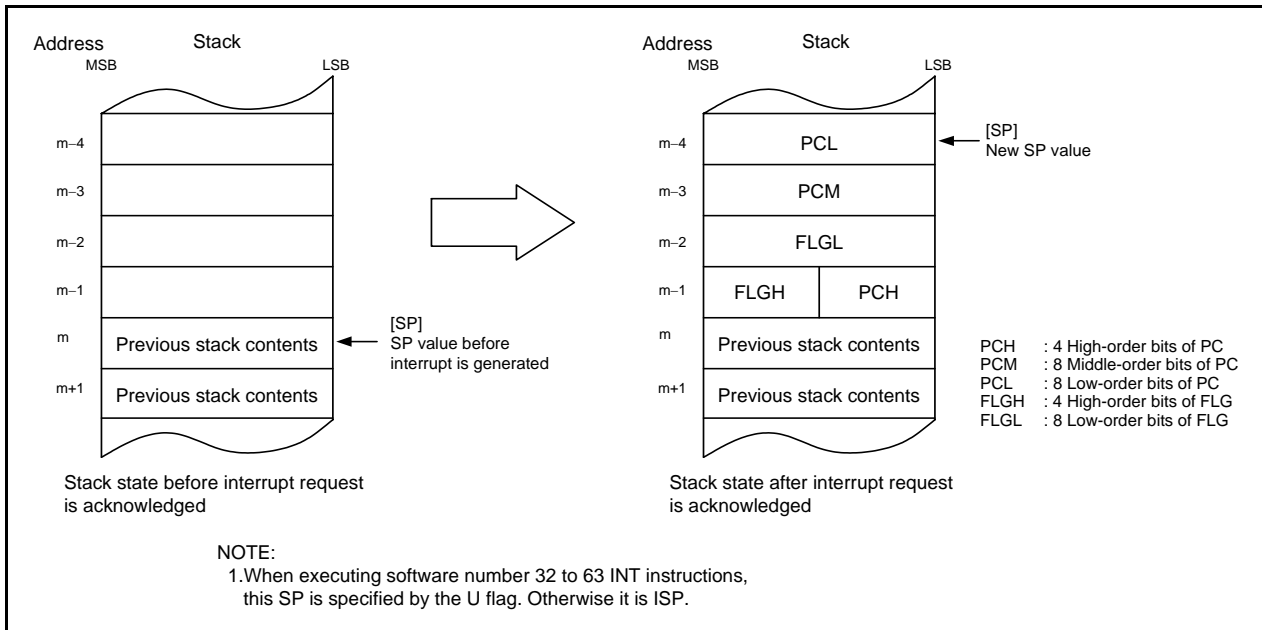 Address
Stack
MSB
LSB
m–4
m–3
m–2
m–1
m
Previous stack contents
m+1
Previous stack contents
[SP]
SP value before
interrupt is generated
Stack state before interrupt request
is acknowledged
Address
Stack
MSB
LSB
m–4
PCL
m–3
PCM
m–2
FLGL
m–1
FLGH
PCH
m
Previous stack contents
m+1
Previous stack contents
[SP]
New SP value
PCH : 4 High-order bits of PC
PCM : 8 Middle-order bits of PC
PCL : 8 Low-order bits of PC
FLGH : 4 High-order bits of FLG
FLGL : 8 Low-order bits of FLG
Stack state after interrupt request
is acknowledged
NOTE:
1.When executing software number 32 to 63 INT instructions,
this SP is specified by the U flag. Otherwise it is ISP.